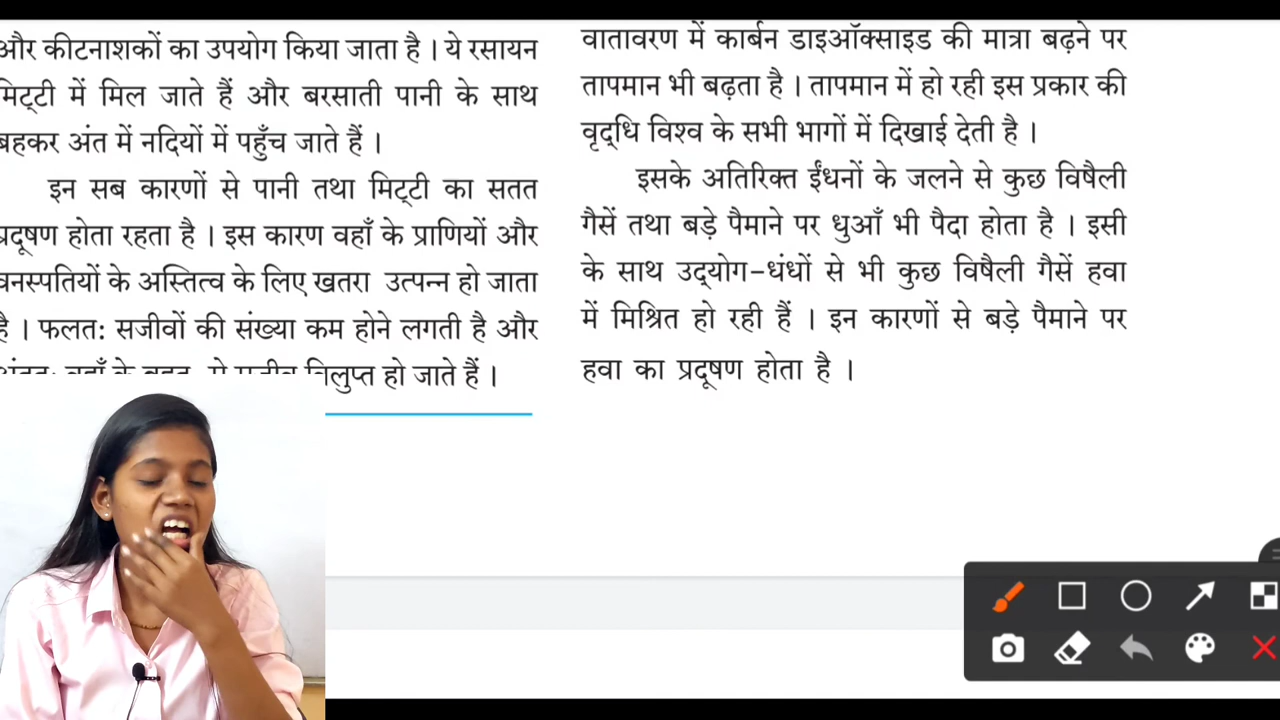 और कीटनाशकों का उपयोग किया जाता है । ये रसायन
मिट्टी में मिल जाते हैं और बरसाती पानी के साथ
बहकर अंत में नदियों में पहुँच जाते हैं ।
इन सब कारणों से पानी तथा मिट्टी का सतत
प्रदूषण होता रहता है । इस कारण वहाँ के प्राणियों और
वनस्पतियों के अस्तित्व के लिए खतरा उत्पन्न हो जाता
है । फलत: सजीवों की संख्या कम होने लगती है और
विलुप्त हो जाते हैं ।
वातावरण में कार्बन डाइऑक्साइड की मात्रा बढ़ने पर
तापमान भी बढ़ता है । तापमान में हो रही इस प्रकार की
वृद्धि विश्व के सभी भागों में दिखाई देती है ।
इसके अतिरिक्त ईंधनों के जलने से कुछ विषैली
गैसें तथा बड़े पैमाने पर धुआँ भी पैदा होता है । इसी
के साथ उद्योग-धंधों से भी कुछ विषैली गैसें हवा
में मिश्रित हो रही हैं । इन कारणों से बड़े पैमाने पर
हवा का प्रदूषण होता है ।